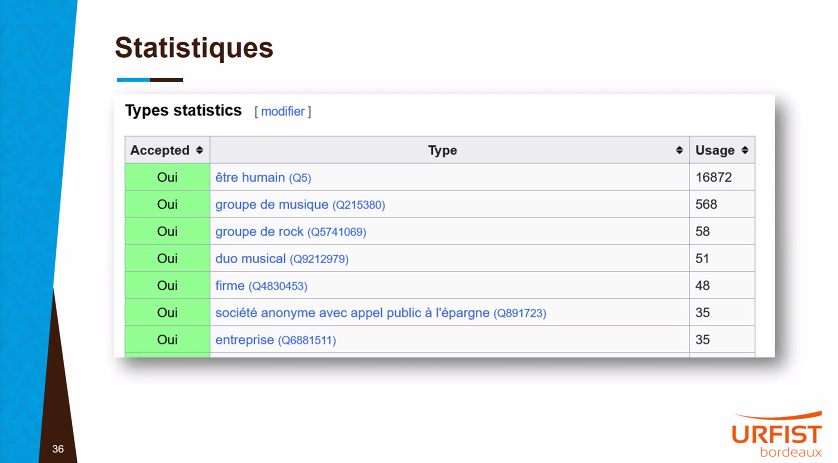 Statistiques
Types statistics [ modifier ]
Accepted Type Usage
Oui être humain (Q5) 16872
Oui groupe de musique (Q215380) 568
Oui groupe de rock (Q5741069) 58
Oui duo musical (Q9212979) 51
Oui firme (Q4830453) 48
Oui société anonyme avec appel public à l'épargne (Q891723) 35
Oui entreprise (Q6881511) 35
36
URFIST
bordeaux